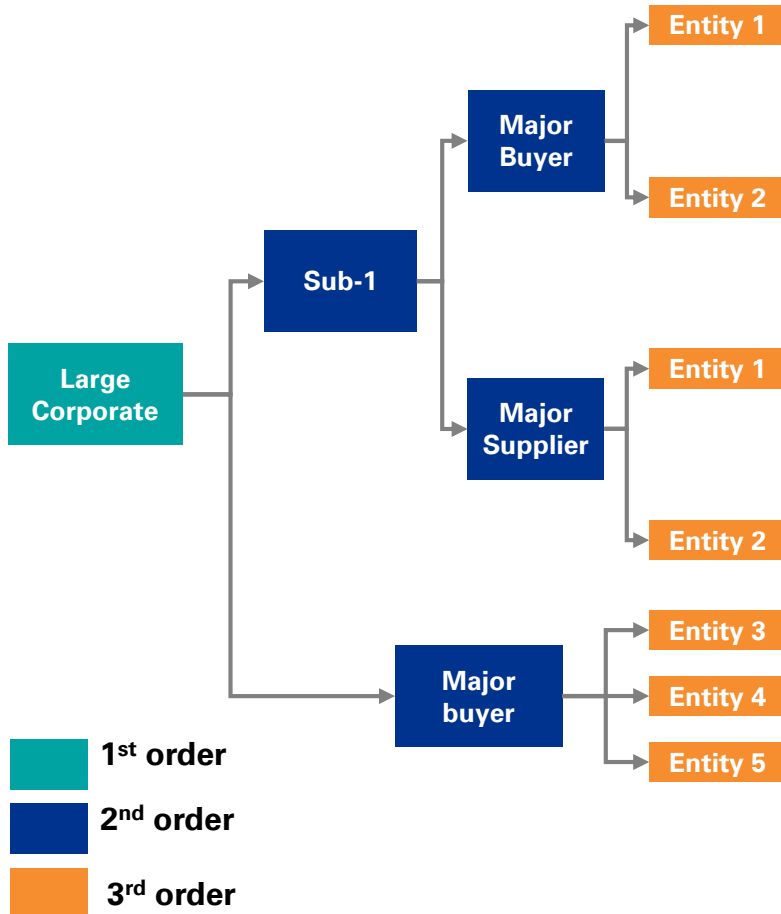 Entity 1
Major
Buyer
Entity 2
Sub-1
Large
Corporate
Entity 1
Major
Supplier
Entity 2
Entity 3
Major
buyer
Entity 4
Entity 5
1st order
2nd order
3rd order